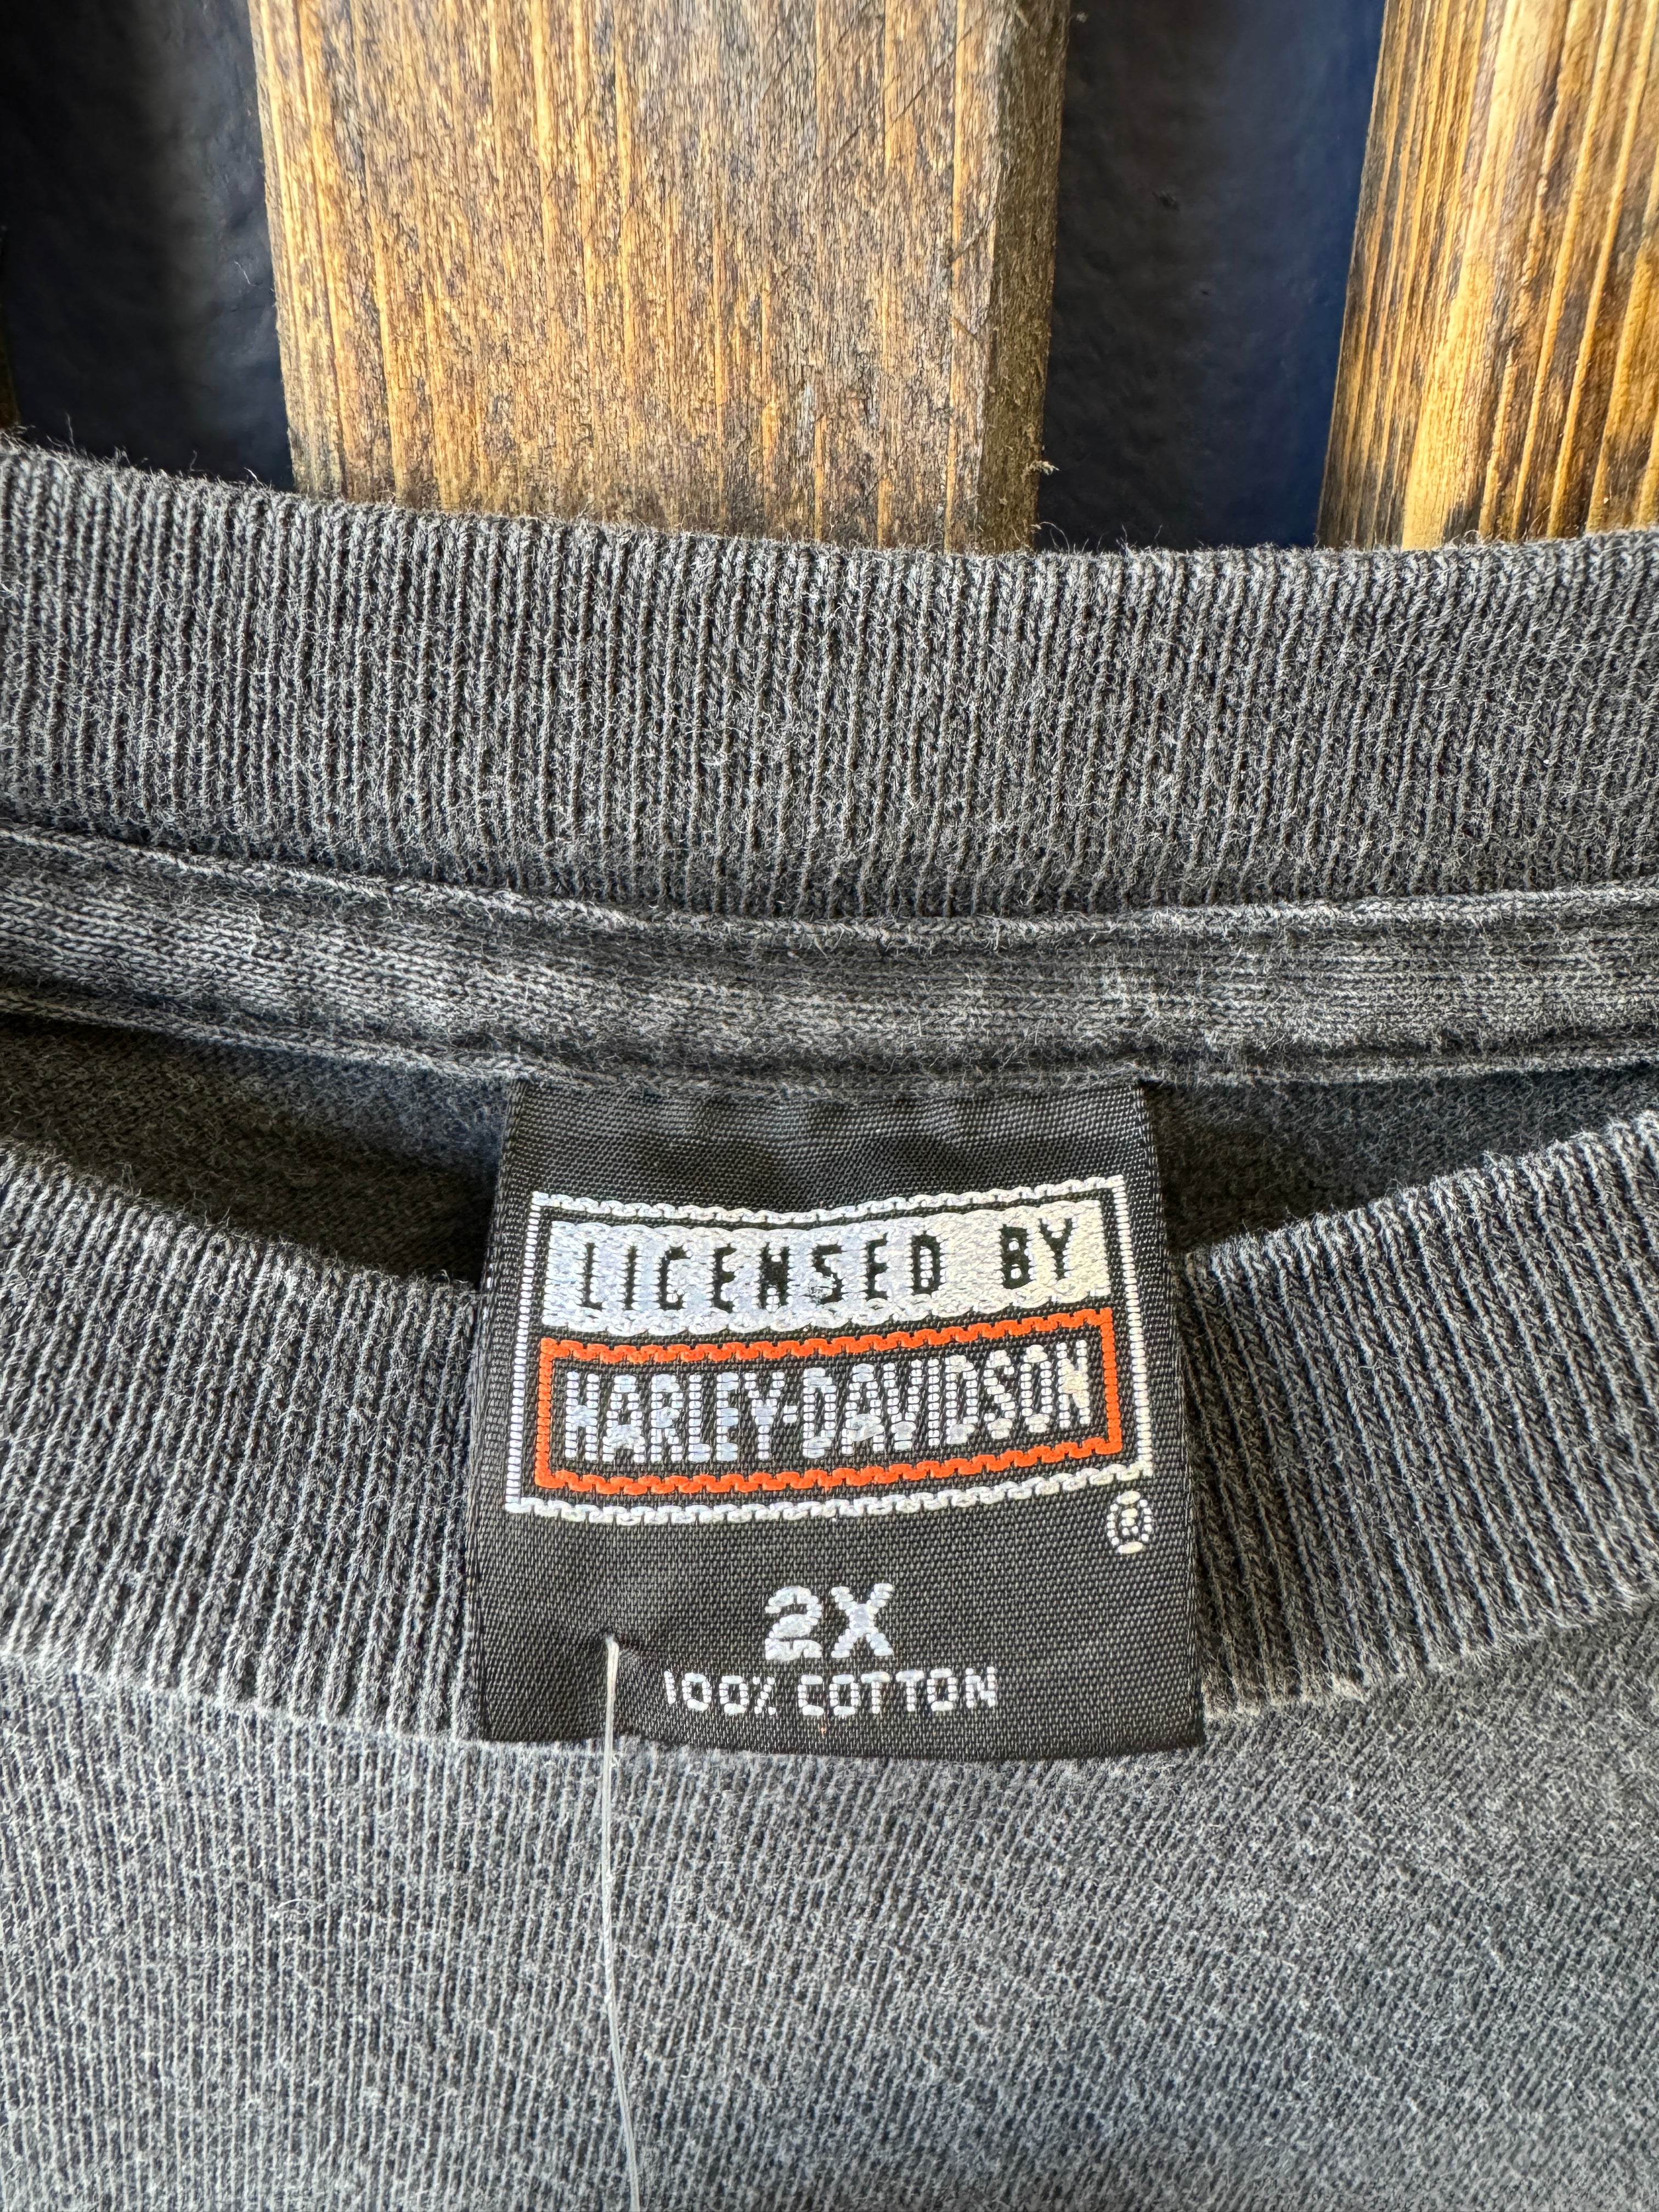 LICENSED BY
HARLEY-DAVIDSON
®
2X
100% COTTON